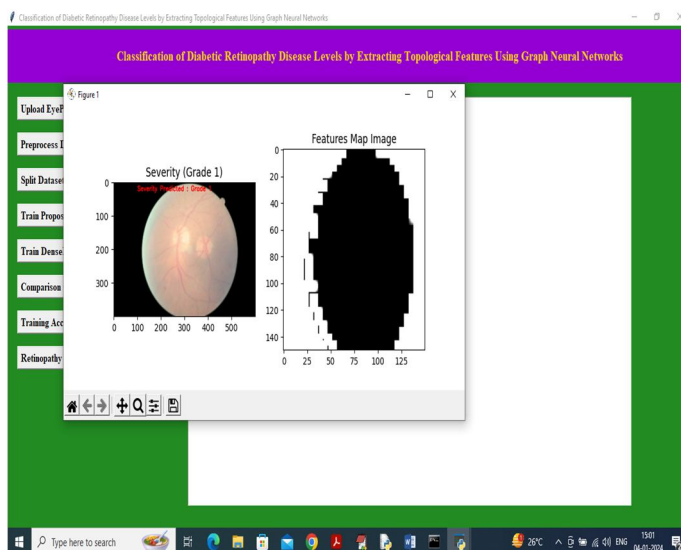 Classification of Diabetic Retinopathy Disease Levels by Extracting Topological Features Using Graph Neural Networks
Classification of Diabetic Retinopathy Disease Levels by Extracting Topological Features Using Graph Neural Networks
Figure 1
Upload EyeP
Preprocess I
Split Dataset
Train Propos
Train Dense
Comparison
Training Acc
Retinopathy
Severity (Grade 1)
Severity Predicted : Grade 1
0
100
200
300
0 100 200 300 400 500
Features Map Image
0
20
40
60
80
100
120
140
0 25 50 75 100 125
Type here to search
26°C
ENG
15:01
04-01-2024